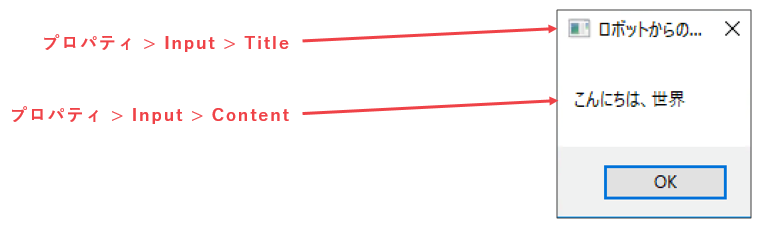 プロパティ > Input > Title
ロボットからの...
プロパティ > Input > Content
こんにちは、世界
OK